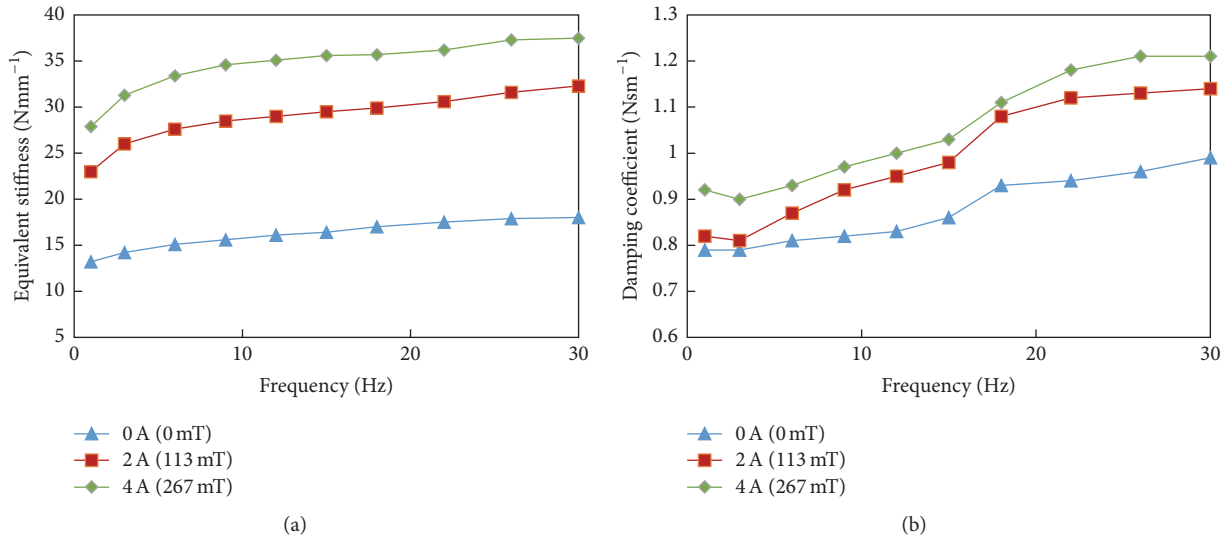 40
35
30
25
20
15
10
5
Equivalent stiffness (Nmm⁻¹)
0
10
20
30
Frequency (Hz)
0 A (0 mT)
2 A (113 mT)
4 A (267 mT)
(a)
1.3
1.2
1.1
1
0.9
0.8
0.7
0.6
Damping coefficient (Nsm⁻¹)
0
10
20
30
Frequency (Hz)
0 A (0 mT)
2 A (113 mT)
4 A (267 mT)
(b)